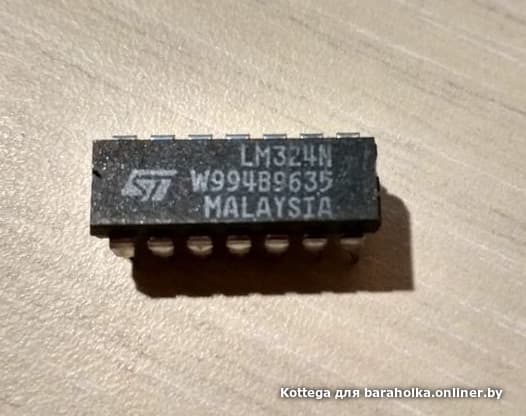 LM324N
ST W994B9635
MALAYSIA
Kottega для baraholka.onliner.by